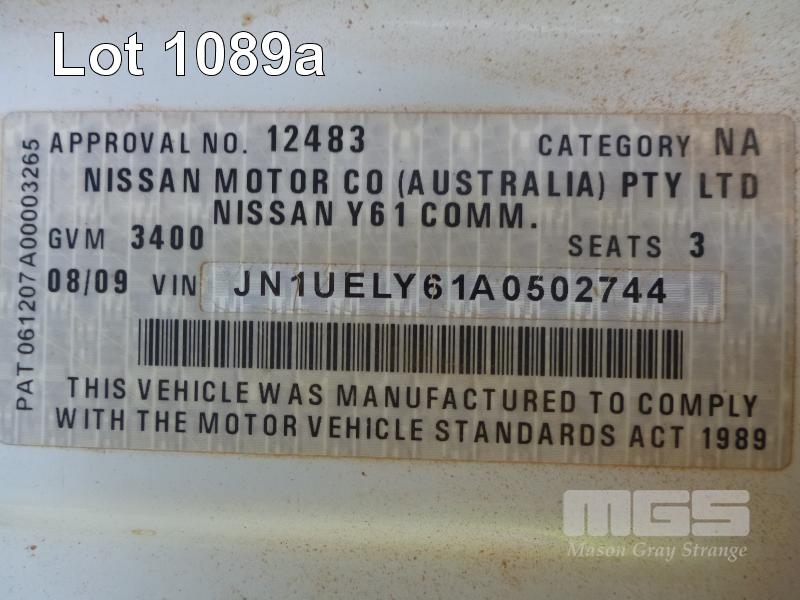 Lot 1089a
APPROVAL NO. 12483 CATEGORY NA
NISSAN MOTOR CO (AUSTRALIA) PTY LTD
NISSAN Y61 COMM.
GVM 3400 SEATS 3
08/09 VIN JN1UELY61A0502744
THIS VEHICLE WAS MANUFACTURED TO COMPLY
WITH THE MOTOR VEHICLE STANDARDS ACT 1989
PAT 061207A00003265
MGS
Mason Gray Strange